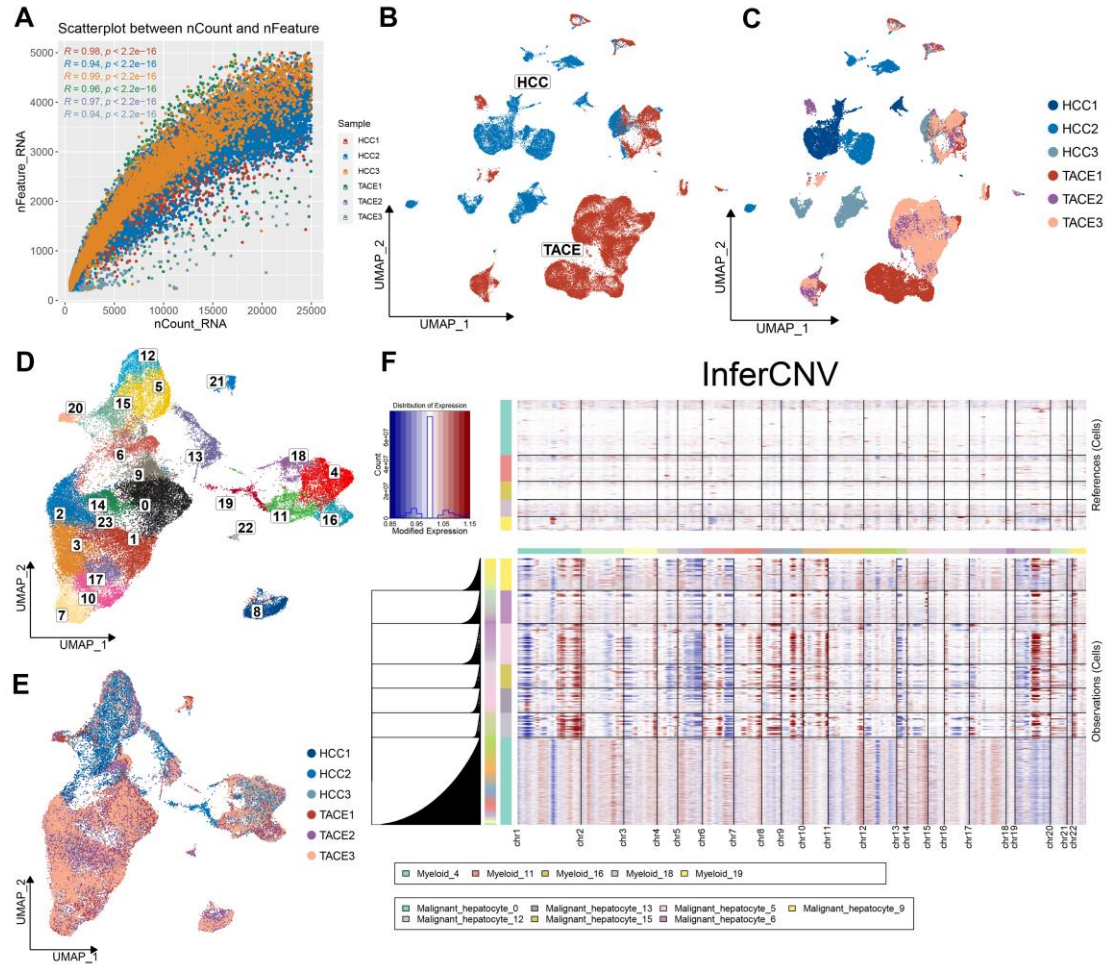 A
Scatterplot between nCount and nFeature
R = 0.98, p < 2.2e−16
R = 0.94, p < 2.2e−16
R = 0.99, p < 2.2e−16
R = 0.96, p < 2.2e−16
R = 0.97, p < 2.2e−16
R = 0.94, p < 2.2e−16
5000
4000
3000
2000
1000
0
nFeature_RNA
0 5000 10000 15000 20000 25000
nCount_RNA
Sample
HCC1
HCC2
HCC3
TACE1
TACE2
TACE3
B
HCC
TACE
UMAP_2
UMAP_1
C
HCC1
HCC2
HCC3
TACE1
TACE2
TACE3
UMAP_2
UMAP_1
D
12
5
21
15
20
6
13
18
4
9
14
0
19
11
16
2
23
22
1
3
17
10
7
8
UMAP_2
UMAP_1
E
HCC1
HCC2
HCC3
TACE1
TACE2
TACE3
UMAP_2
UMAP_1
F
InferCNV
Distribution of Expression
Count
0 2e+07 4e+07 6e+07
0.85 0.95 1.05 1.15
Modified Expression
References (Cells)
Observations (Cells)
chr1 chr2 chr3 chr4 chr5 chr6 chr7 chr8 chr9 chr10 chr11 chr12 chr13 chr14 chr15 chr16 chr17 chr18 chr19 chr20 chr21 chr22
Myeloid_4 Myeloid_11 Myeloid_16 Myeloid_18 Myeloid_19
Malignant_hepatocyte_0 Malignant_hepatocyte_13 Malignant_hepatocyte_5 Malignant_hepatocyte_9
Malignant_hepatocyte_12 Malignant_hepatocyte_15 Malignant_hepatocyte_6